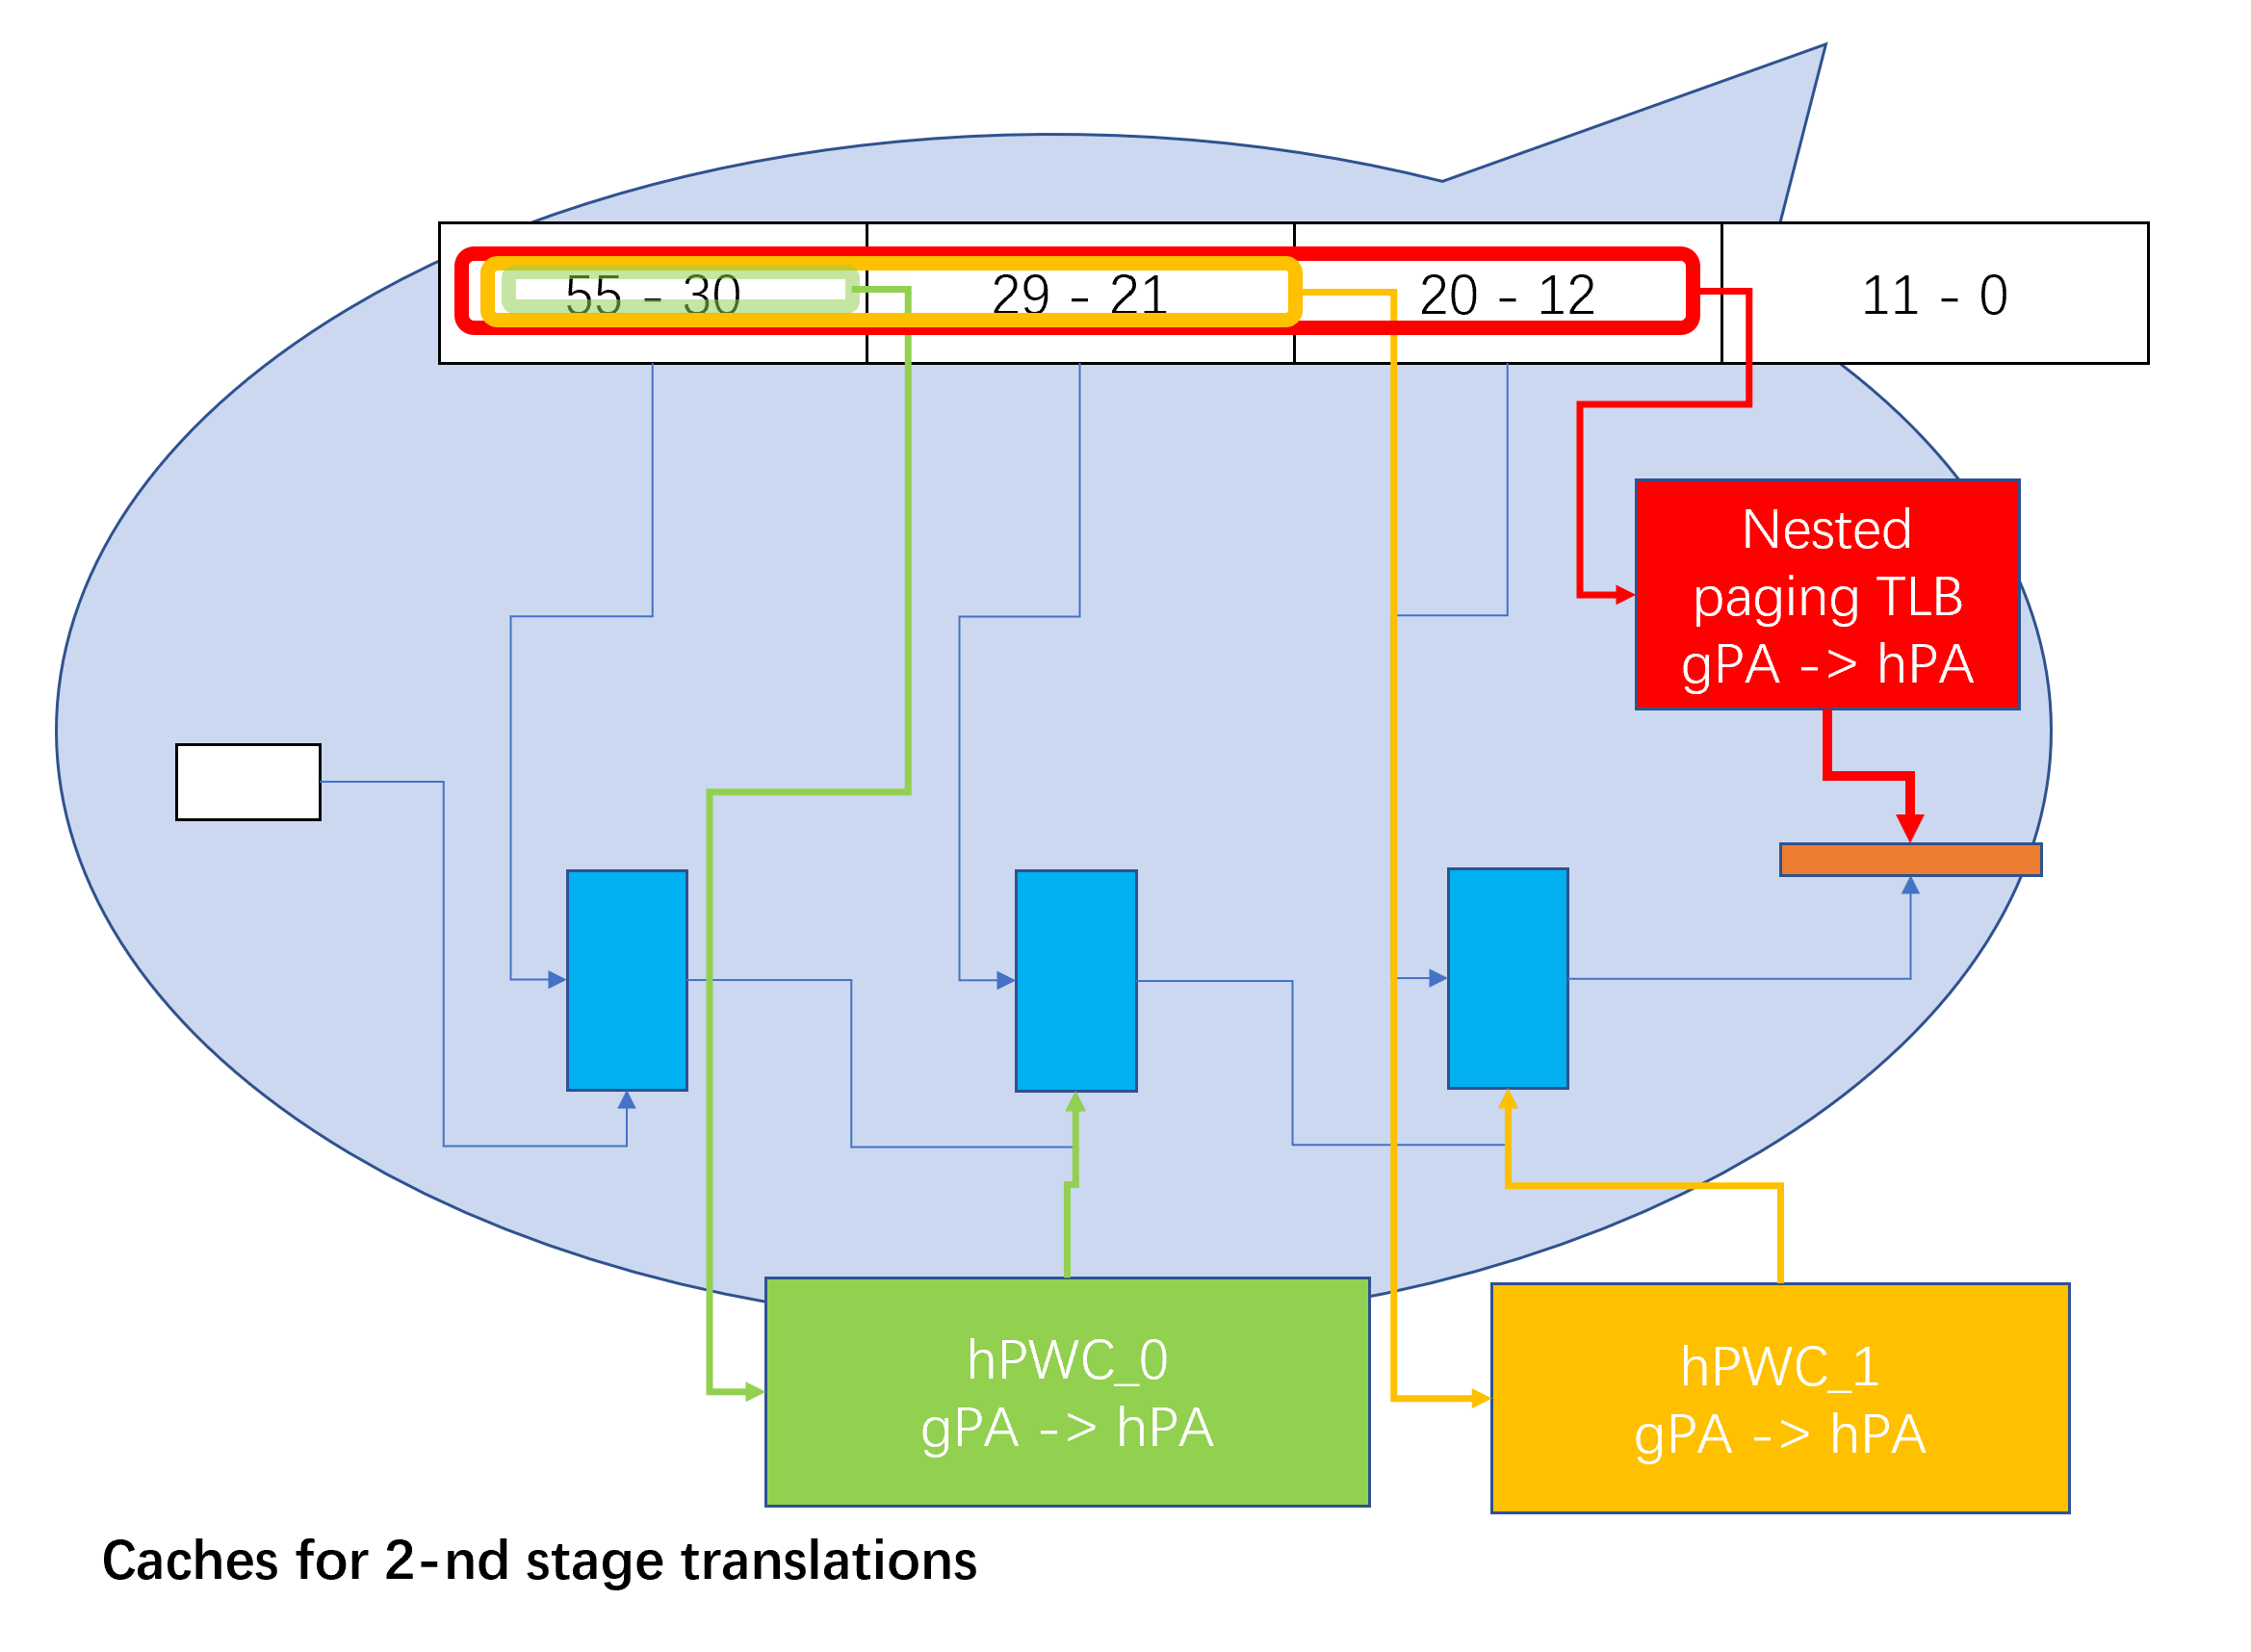 55 - 30
29 - 21
20 - 12
11 - 0
Nested
paging TLB
gPA -> hPA
hPWC_0
gPA -> hPA
hPWC_1
gPA -> hPA
Caches for 2-nd stage translations